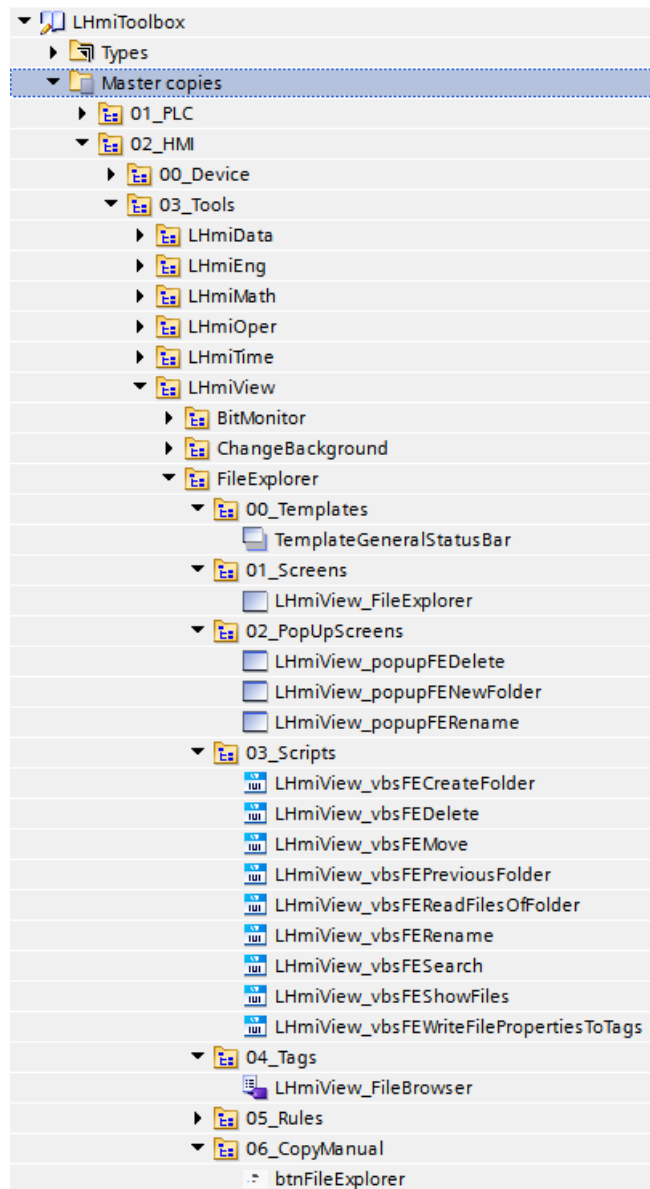 LHmiToolbox
Types
Master copies
01_PLC
02_HMI
00_Device
03_Tools
LHmiData
LHmiEng
LHmiMath
LHmiOper
LHmiTime
LHmiView
BitMonitor
ChangeBackground
FileExplorer
00_Templates
TemplateGeneralStatusBar
01_Screens
LHmiView_FileExplorer
02_PopUpScreens
LHmiView_popupFEDelete
LHmiView_popupFENewFolder
LHmiView_popupFERename
03_Scripts
LHmiView_vbsFECreateFolder
LHmiView_vbsFEDelete
LHmiView_vbsFEMove
LHmiView_vbsFEPreviousFolder
LHmiView_vbsFEReadFilesOfFolder
LHmiView_vbsFERename
LHmiView_vbsFESearch
LHmiView_vbsFEShowFiles
LHmiView_vbsFEWriteFilePropertiesToTags
04_Tags
LHmiView_FileBrowser
05_Rules
06_CopyManual
btnFileExplorer